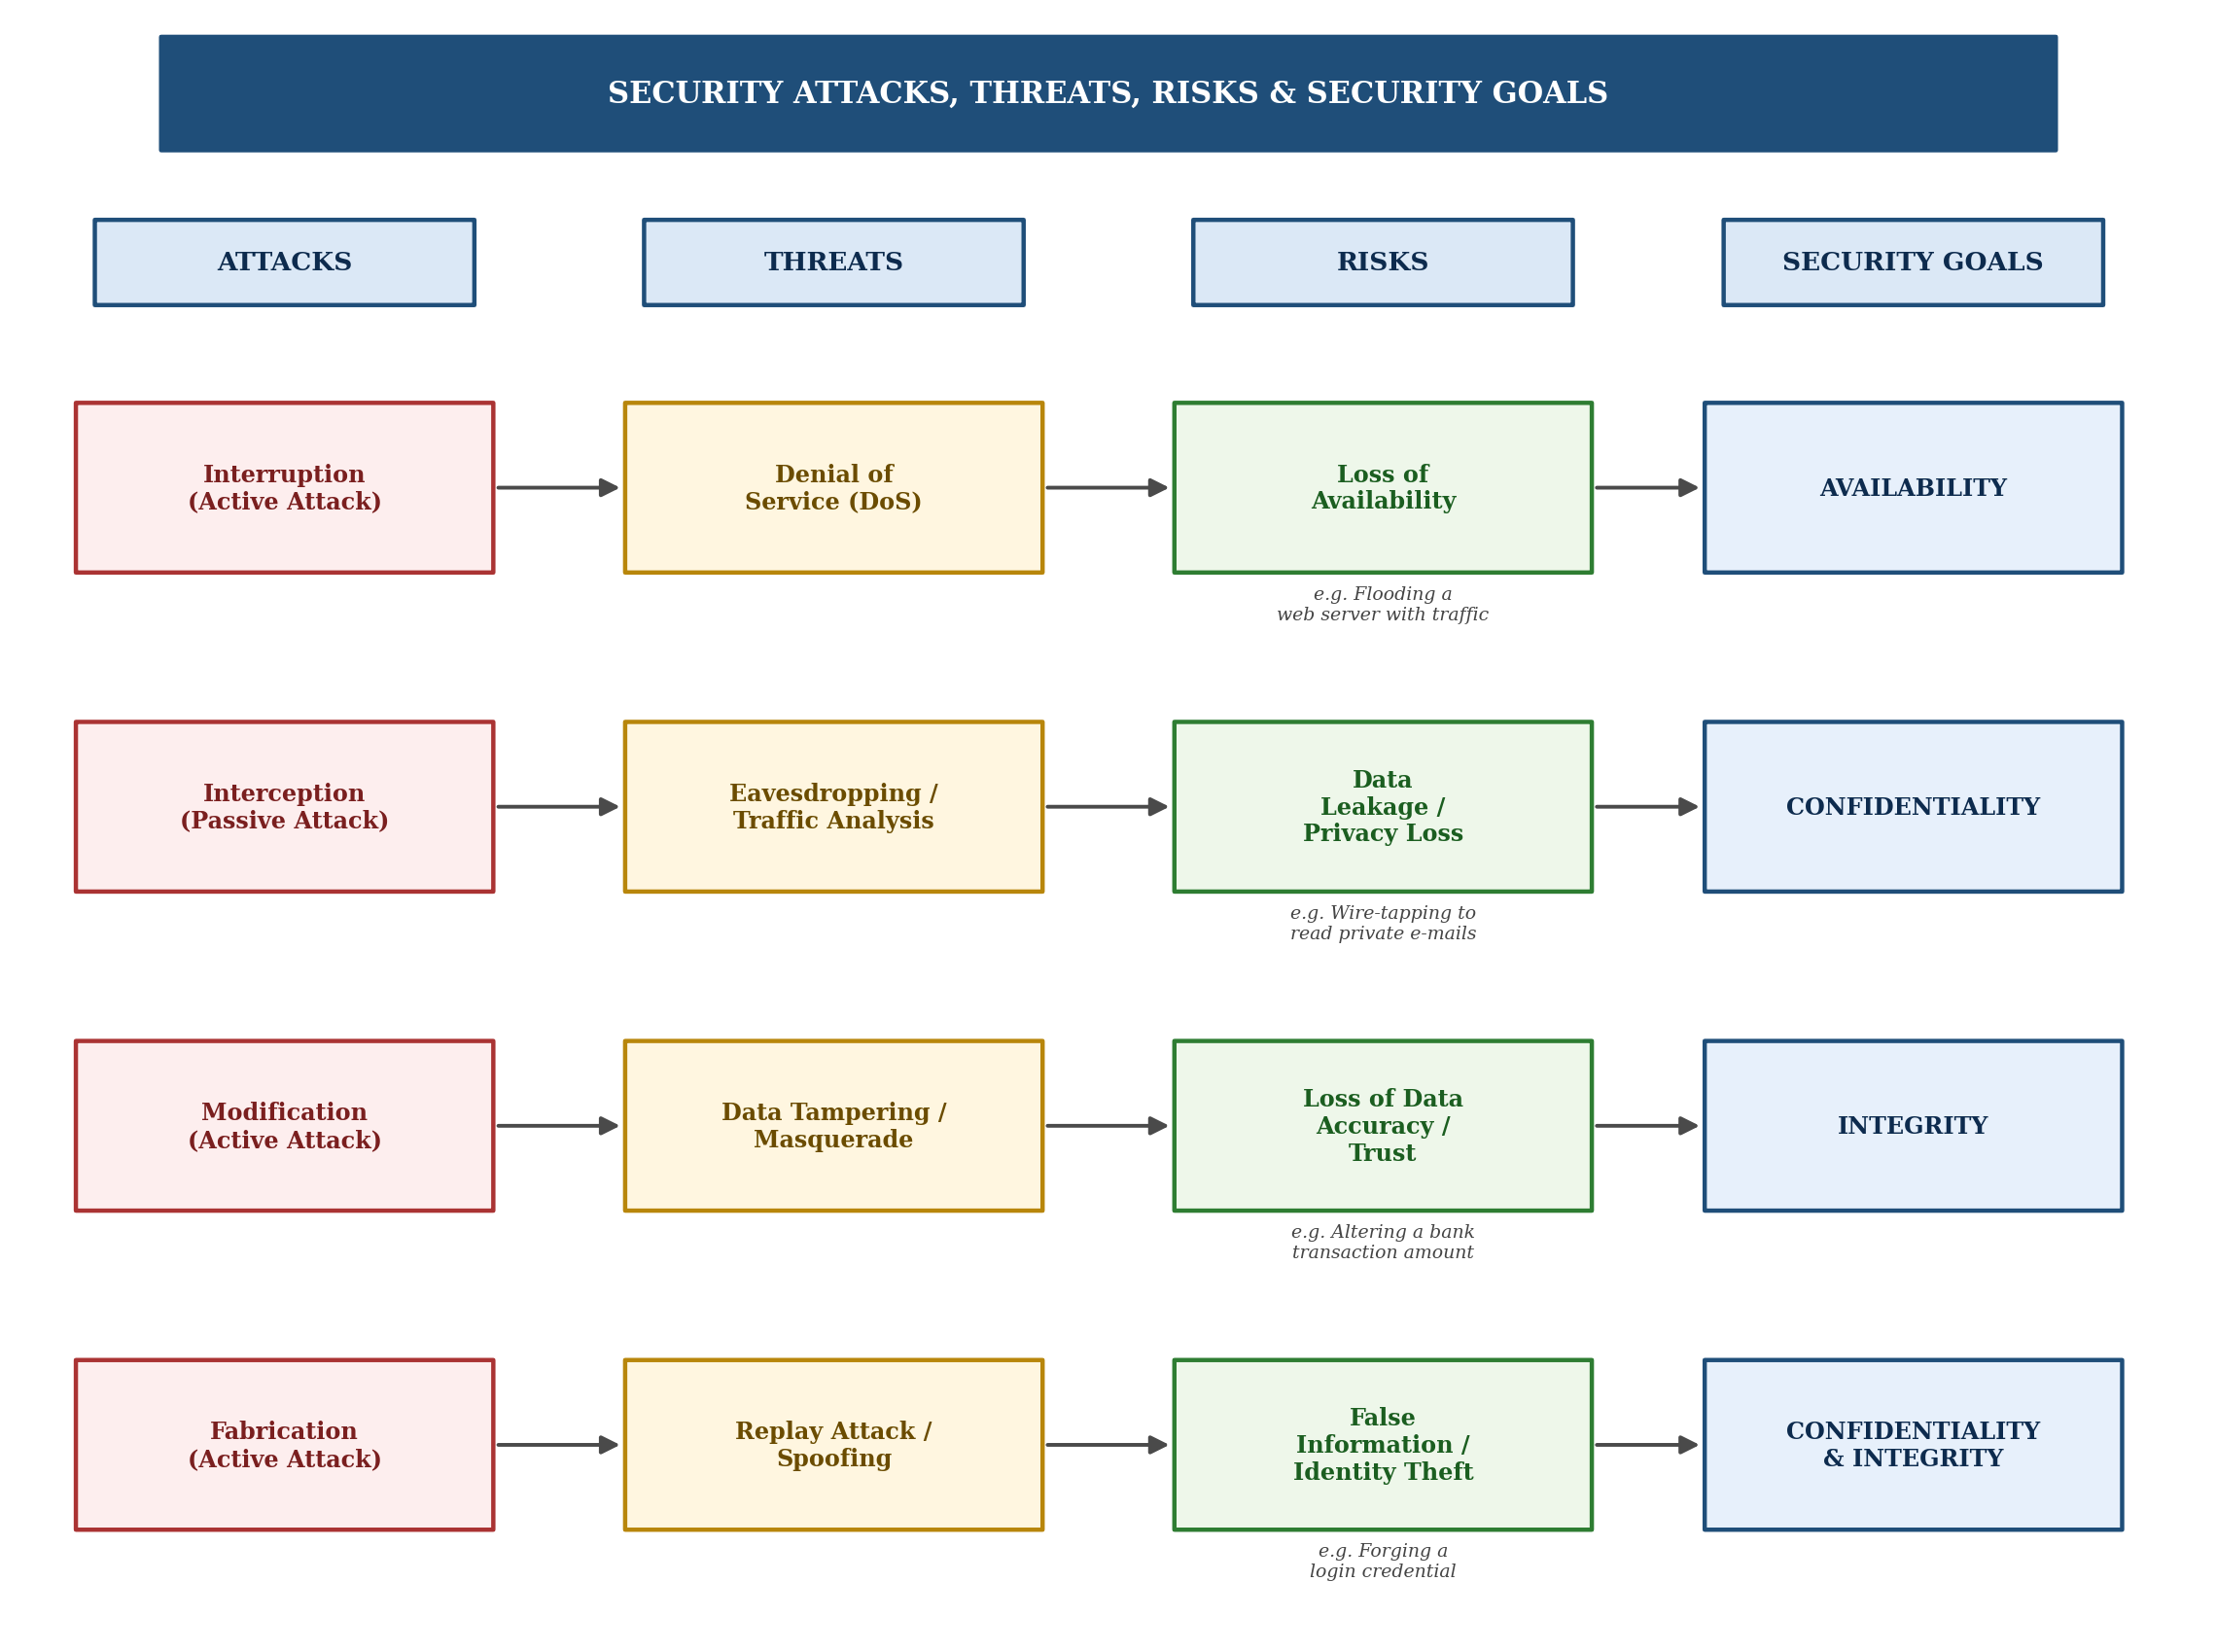 SECURITY ATTACKS, THREATS, RISKS & SECURITY GOALS
ATTACKS
THREATS
RISKS
SECURITY GOALS
Interruption
(Active Attack)
Denial of
Service (DoS)
Loss of
Availability
AVAILABILITY
e.g. Flooding a
web server with traffic
Interception
(Passive Attack)
Eavesdropping /
Traffic Analysis
Data
Leakage /
Privacy Loss
CONFIDENTIALITY
e.g. Wire-tapping to
read private e-mails
Modification
(Active Attack)
Data Tampering /
Masquerade
Loss of Data
Accuracy /
Trust
INTEGRITY
e.g. Altering a bank
transaction amount
Fabrication
(Active Attack)
Replay Attack /
Spoofing
False
Information /
Identity Theft
CONFIDENTIALITY
& INTEGRITY
e.g. Forging a
login credential